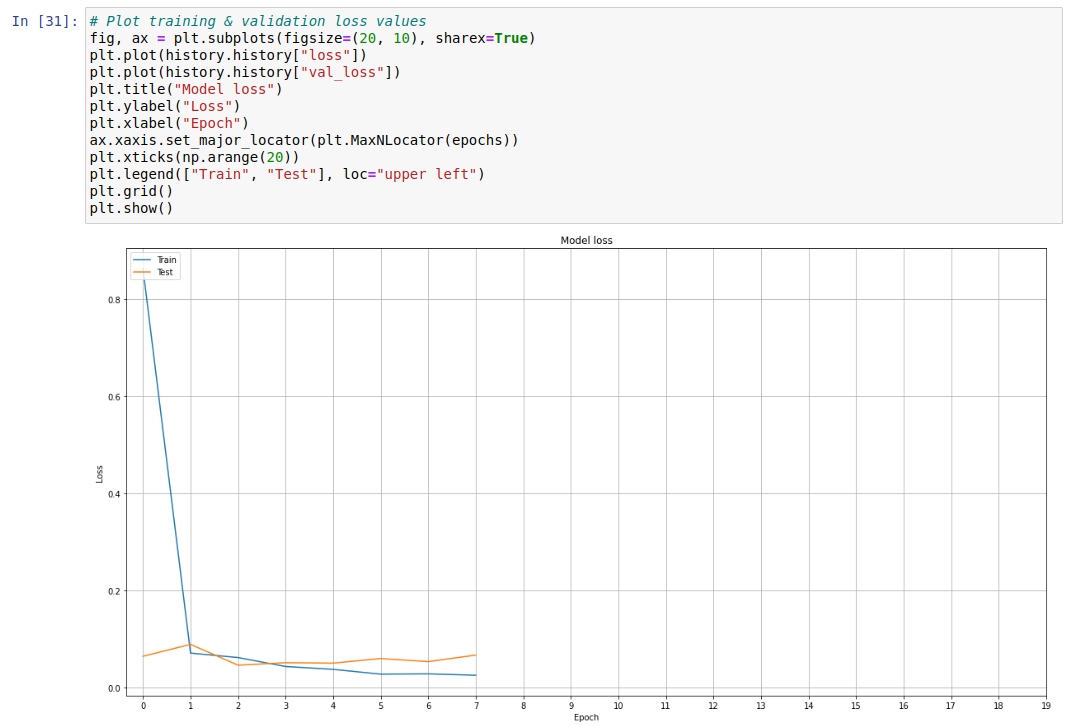 In [31]: # Plot training & validation loss values
fig, ax = plt.subplots(figsize=(20, 10), sharex=True)
plt.plot(history.history["loss"])
plt.plot(history.history["val_loss"])
plt.title("Model loss")
plt.ylabel("Loss")
plt.xlabel("Epoch")
ax.xaxis.set_major_locator(plt.MaxNLocator(epochs))
plt.xticks(np.arange(20))
plt.legend(["Train", "Test"], loc="upper left")
plt.grid()
plt.show()
Model loss
Train
Test
0.8
0.6
0.4
0.2
0.0
Loss
0 1 2 3 4 5 6 7 8 9 10 11 12 13 14 15 16 17 18 19
Epoch